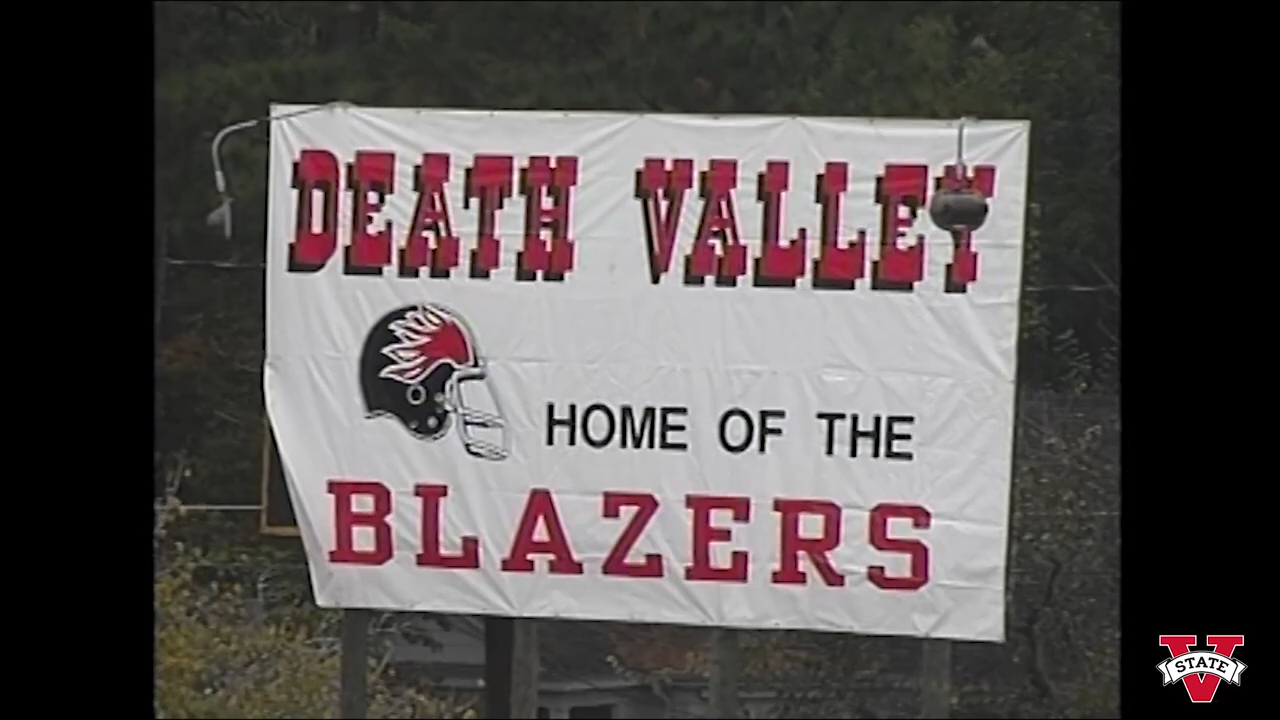 DEATH VALLEY
HOME OF THE
BLAZERS
V
STATE